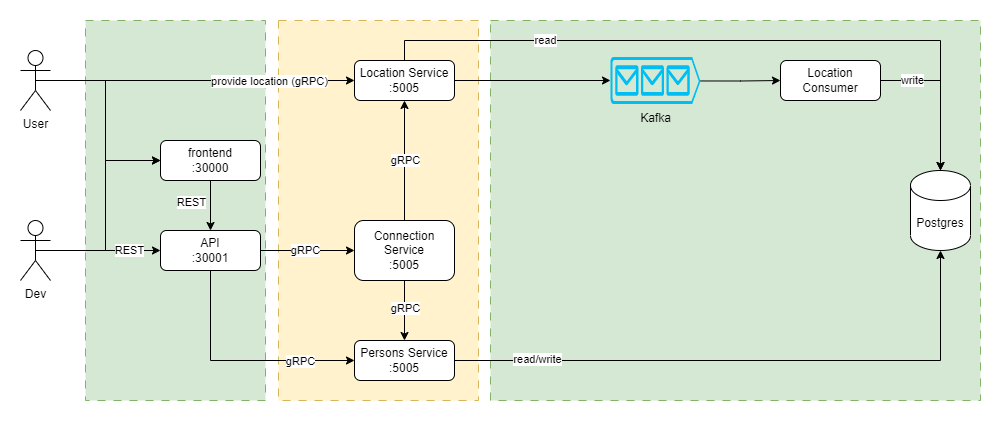 read
provide location (gRPC)
Location Service
:5005
Location
Consumer
write
Kafka
User
frontend
:30000
gRPC
REST
Postgres
API
:30001
REST
gRPC
Connection
Service
:5005
Dev
gRPC
gRPC
Persons Service
:5005
read/write